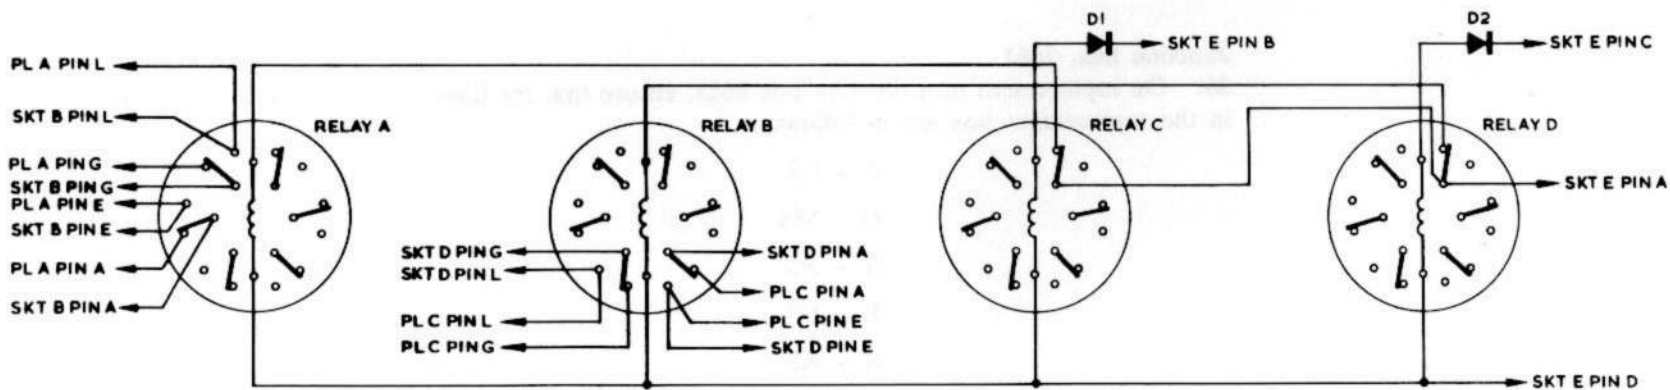 D1
D2
SKT E PIN B
SKT E PIN C
PL A PIN L
SKT B PIN L
RELAY A
RELAY B
RELAY C
RELAY D
PL A PIN G
SKT B PIN G
PL A PIN E
SKT B PIN E
PL A PIN A
SKT B PIN A
SKT E PIN A
SKT D PIN G
SKT D PIN L
SKT D PIN A
PL C PIN A
PL C PIN L
PL C PIN G
PL C PIN E
SKT D PIN E
SKT E PIN D